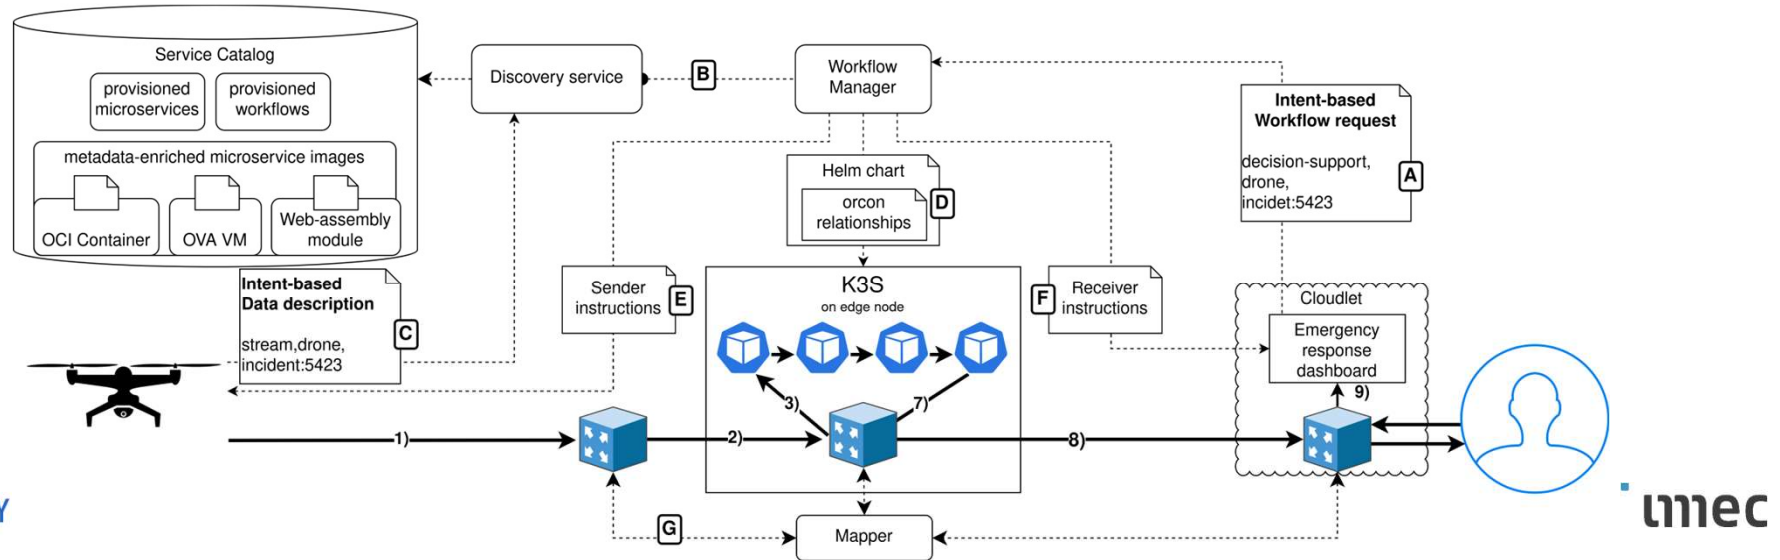 Service Catalog
provisioned
microservices
provisioned
workflows
metadata-enriched microservice images
OCI Container
OVA VM
Web-assembly
module
Discovery service
B
Workflow
Manager
Intent-based
Workflow request
decision-support,
drone,
incidet:5423
A
Helm chart
orcon
relationships
D
Intent-based
Data description
stream,drone,
incident:5423
C
Sender
instructions
E
K3S
on edge node
F
Receiver
instructions
Cloudlet
Emergency
response
dashboard
1)
2)
3)
7)
8)
9)
G
Mapper
Y
imec